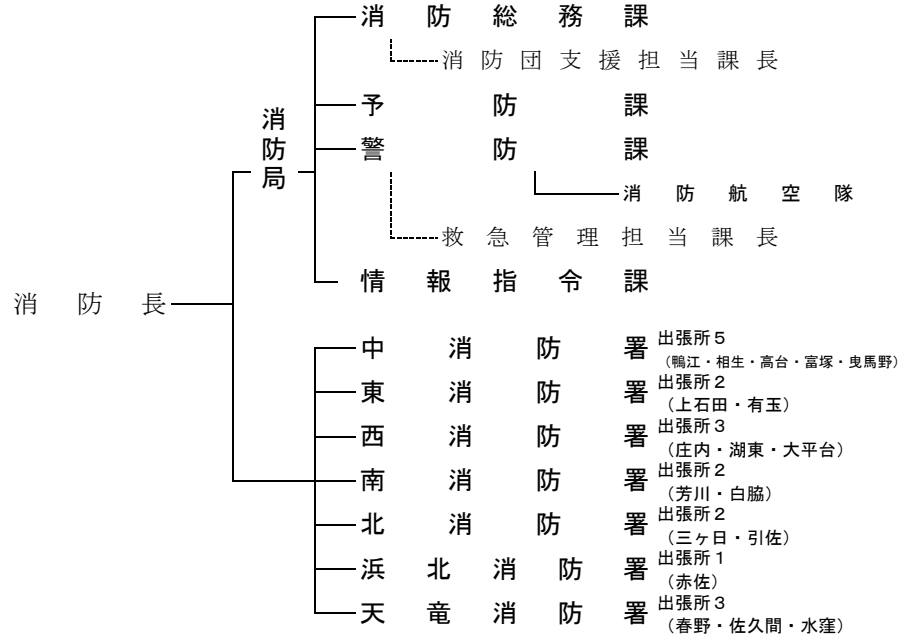 消防総務課
消防団支援担当課長
予防課
消防局
警防課
消防航空隊
救急管理担当課長
情報指令課
消防長
中消防署 出張所5
(鴨江・相生・高台・富塚・曳馬野)
東消防署 出張所2
(上石田・有玉)
西消防署 出張所3
(庄内・湖東・大平台)
南消防署 出張所2
(芳川・白脇)
北消防署 出張所2
(三ヶ日・引佐)
浜北消防署 出張所1
(赤佐)
天竜消防署 出張所3
(春野・佐久間・水窪)